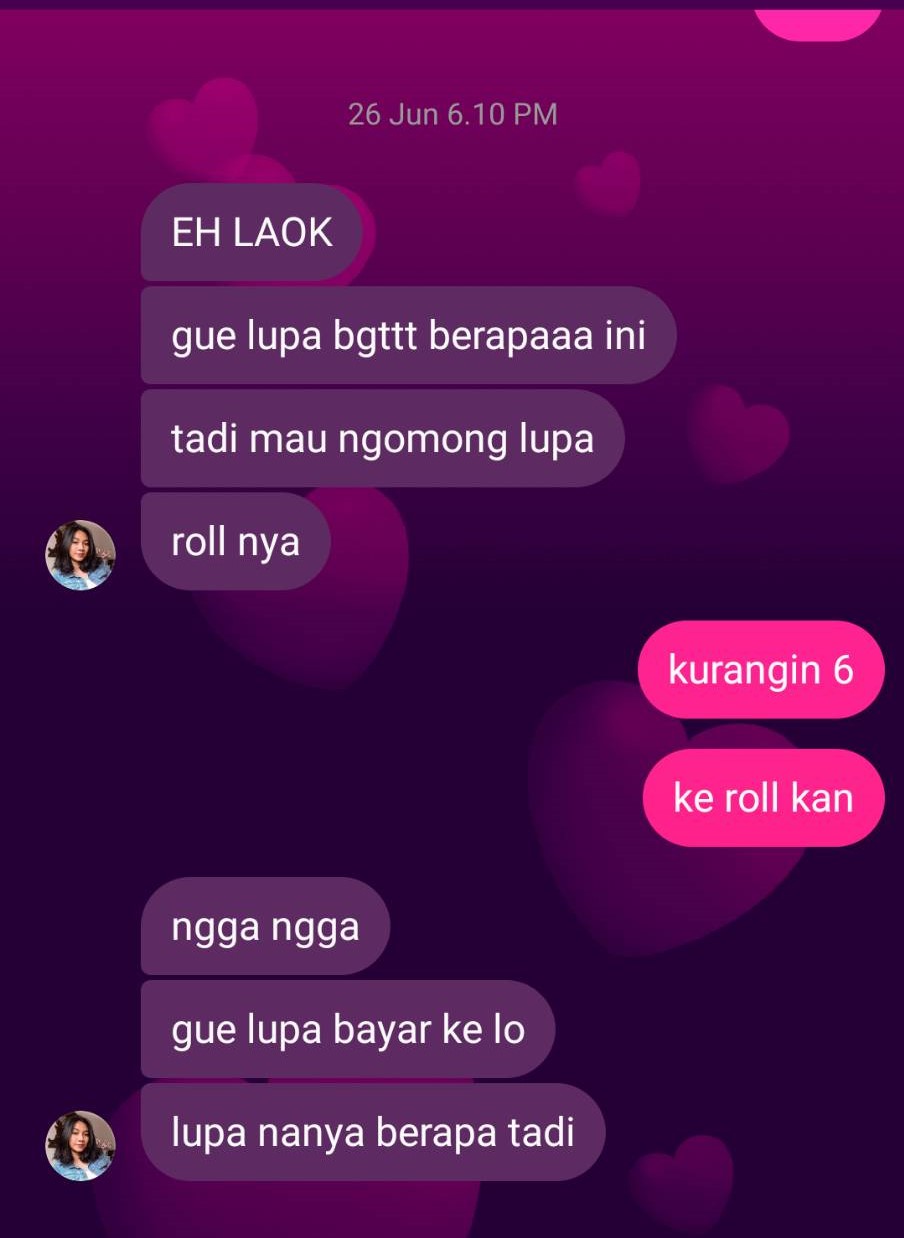 26 Jun 6.10 PM
EH LAOK
gue lupa bgttt berapaaa ini
tadi mau ngomong lupa
roll nya
kurangin 6
ke roll kan
ngga ngga
gue lupa bayar ke lo
lupa nanya berapa tadi